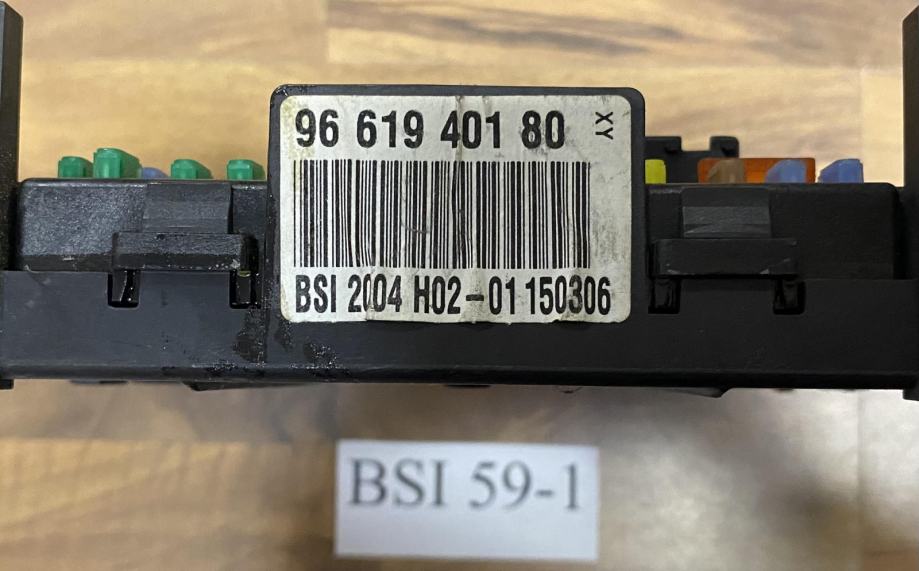 96 619 401 80
XY
BSI 2004 H02-01 150306
BSI 59-1